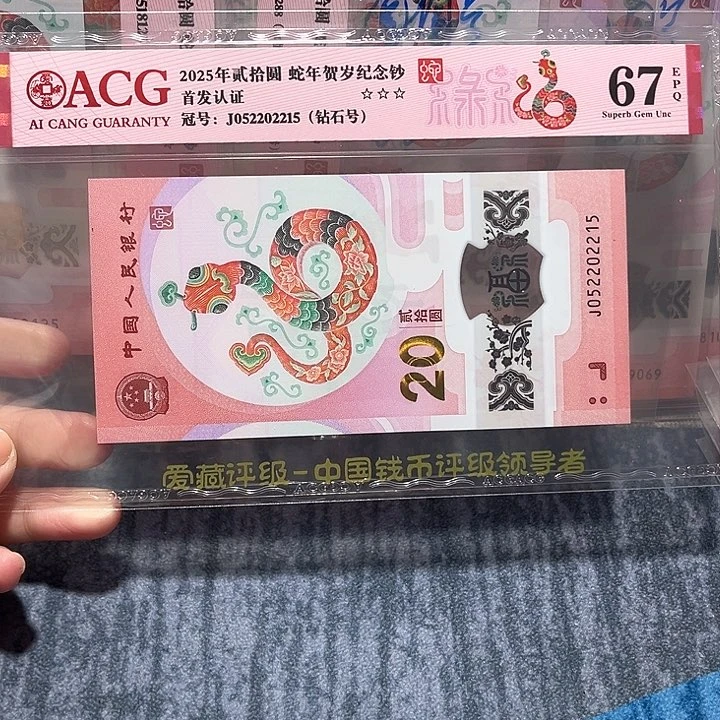 ACG
AI CANG GUARANTY
2025年贰拾圆 蛇年贺岁纪念钞
首发认证 ☆☆☆
冠号：J052202215（钻石号）
67
EPQ
Superb Gem Unc
中国人民银行
贰拾圆
20
福
J052202215
爱藏评级-中国钱币评级领导者
9069